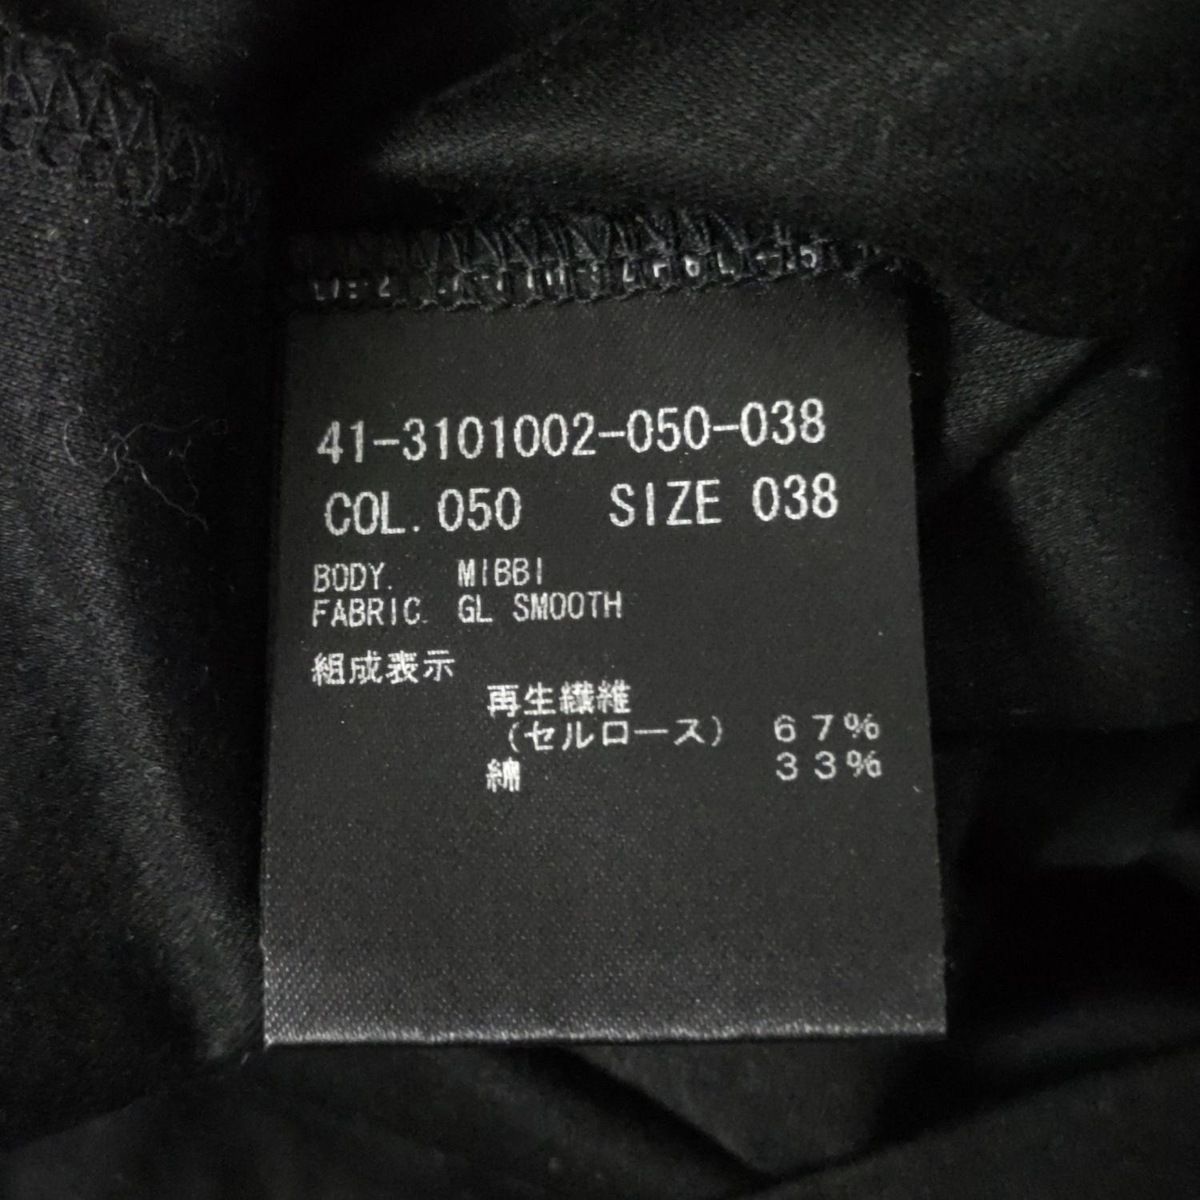 41-3101002-050-038
COL. 050 SIZE 038
BODY. MIBBI
FABRIC. GL SMOOTH
組成表示
再生繊維
（セルロース） 67%
綿 33%